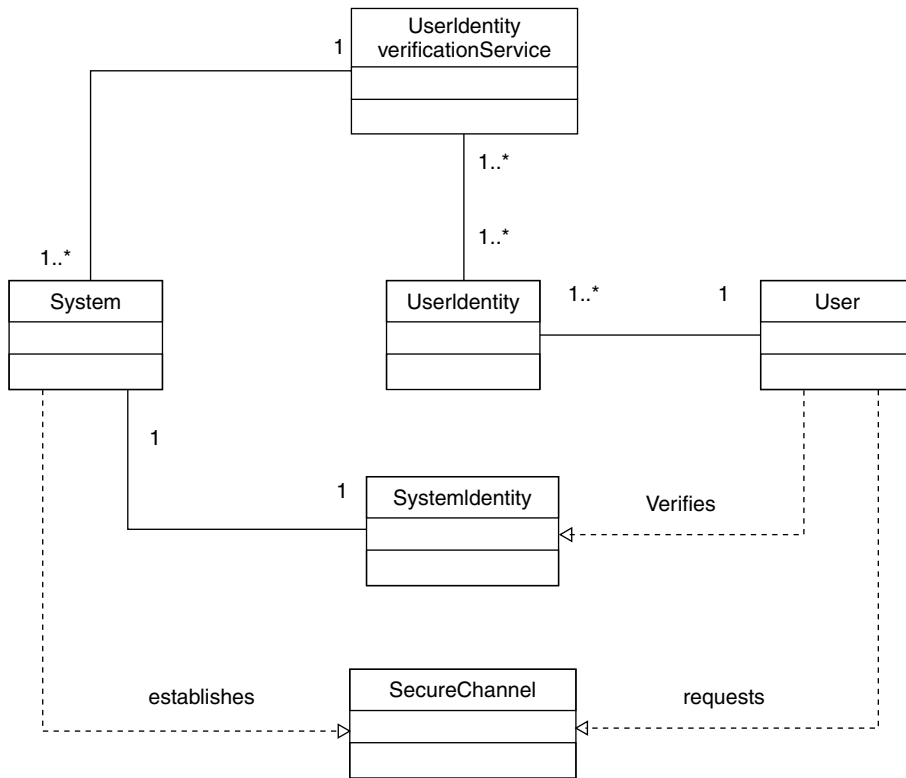 UserIdentity
verificationService
1
1..*
1..*
1..*
System
UserIdentity
1..*
1
User
1
1
SystemIdentity
Verifies
establishes
SecureChannel
requests